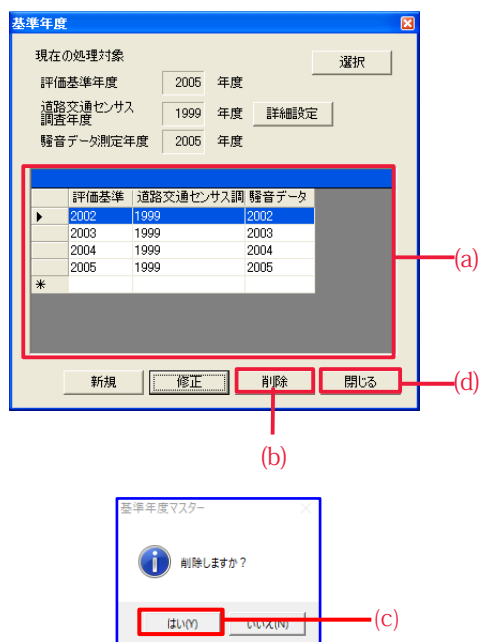 基準年度
現在の処理対象
選択
評価基準年度 2005 年度
道路交通センサス
調査年度 1999 年度 詳細設定
騒音データ測定年度 2005 年度
評価基準 道路交通センサス調 騒音データ
2002 1999 2002
2003 1999 2003
2004 1999 2004
2005 1999 2005
(a)
新規 修正 削除 閉じる
(d)
(b)
基準年度マスター
削除しますか?
はい(Y) いいえ(N)
(c)